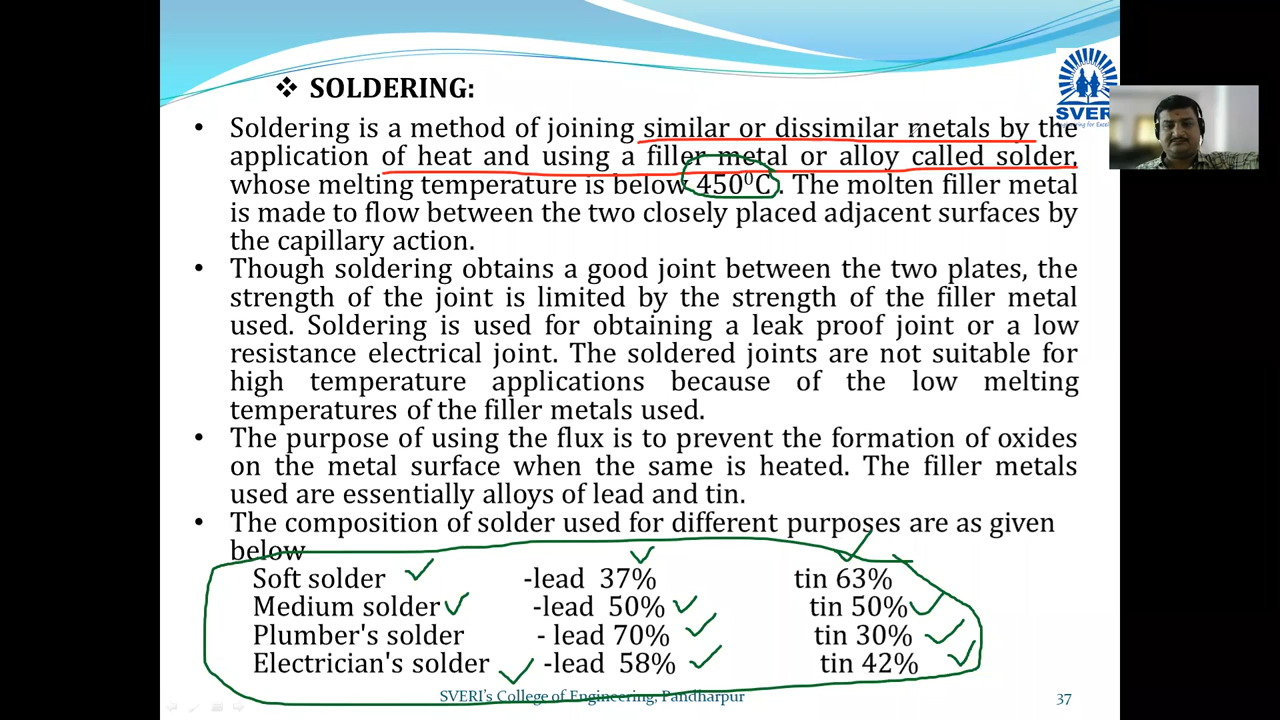 ❖ SOLDERING:
• Soldering is a method of joining similar or dissimilar metals by the
application of heat and using a filler metal or alloy called solder,
whose melting temperature is below 450⁰C . The molten filler metal
is made to flow between the two closely placed adjacent surfaces by
the capillary action.
• Though soldering obtains a good joint between the two plates, the
strength of the joint is limited by the strength of the filler metal
used. Soldering is used for obtaining a leak proof joint or a low
resistance electrical joint. The soldered joints are not suitable for
high temperature applications because of the low melting
temperatures of the filler metals used.
• The purpose of using the flux is to prevent the formation of oxides
on the metal surface when the same is heated. The filler metals
used are essentially alloys of lead and tin.
• The composition of solder used for different purposes are as given
below
Soft solder -lead 37% tin 63%
Medium solder -lead 50% tin 50%
Plumber's solder - lead 70% tin 30%
Electrician's solder -lead 58% tin 42%
SVERI's College of Engineering, Pandharpur 37
SVERI